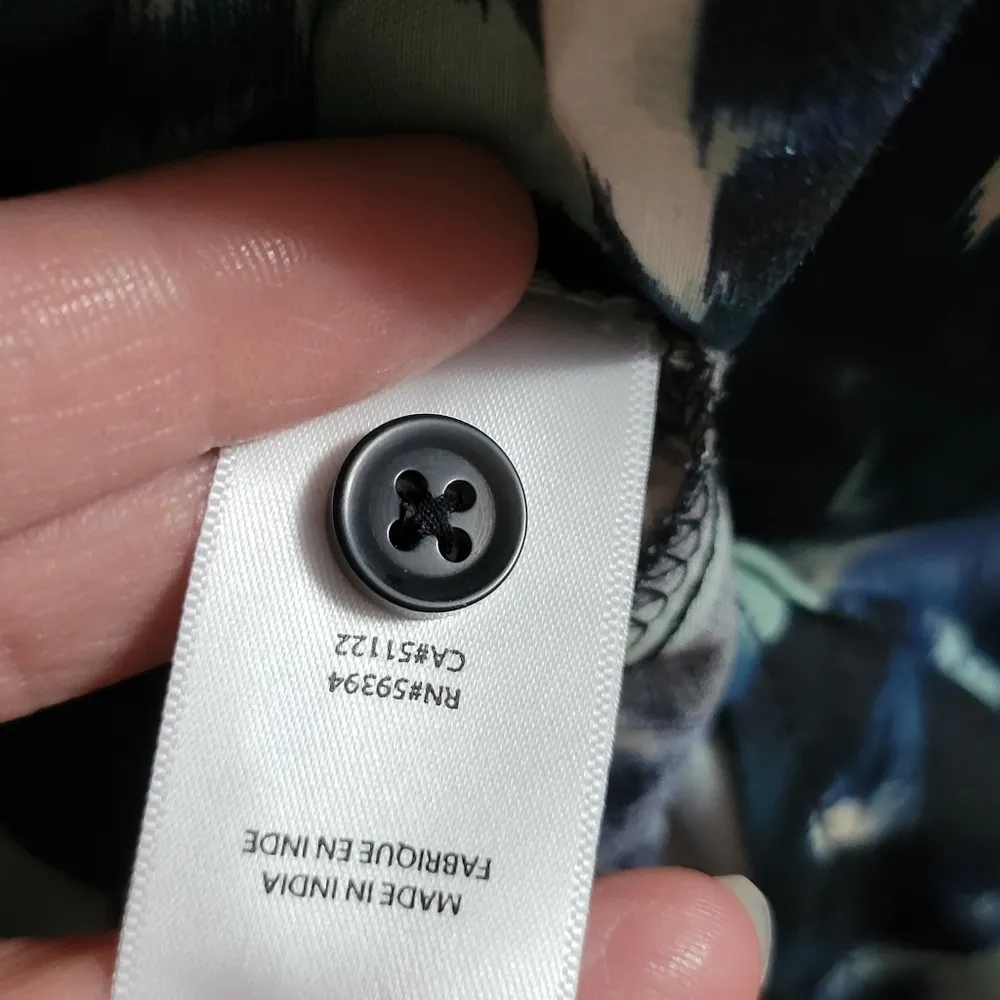 MADE IN INDIA
FABRIQUE EN INDE
RN#59394
CA#51122